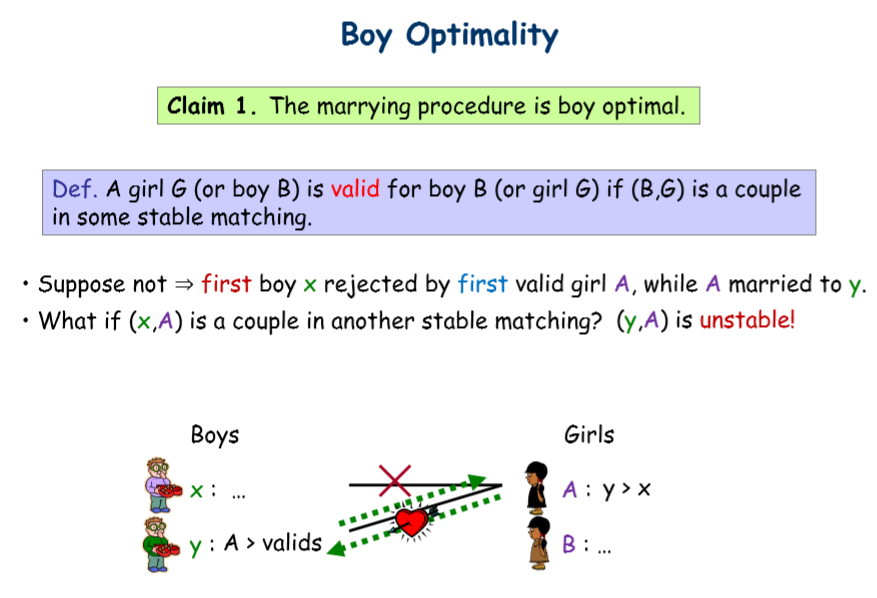 Boy Optimality
Claim 1. The marrying procedure is boy optimal.
Def. A girl G (or boy B) is valid for boy B (or girl G) if (B,G) is a couple
in some stable matching.
• Suppose not ⇒ first boy x rejected by first valid girl A, while A married to y.
• What if (x,A) is a couple in another stable matching? (y,A) is unstable!
Boys
Girls
x : ...
A : y > x
y : A > valids
B : ...